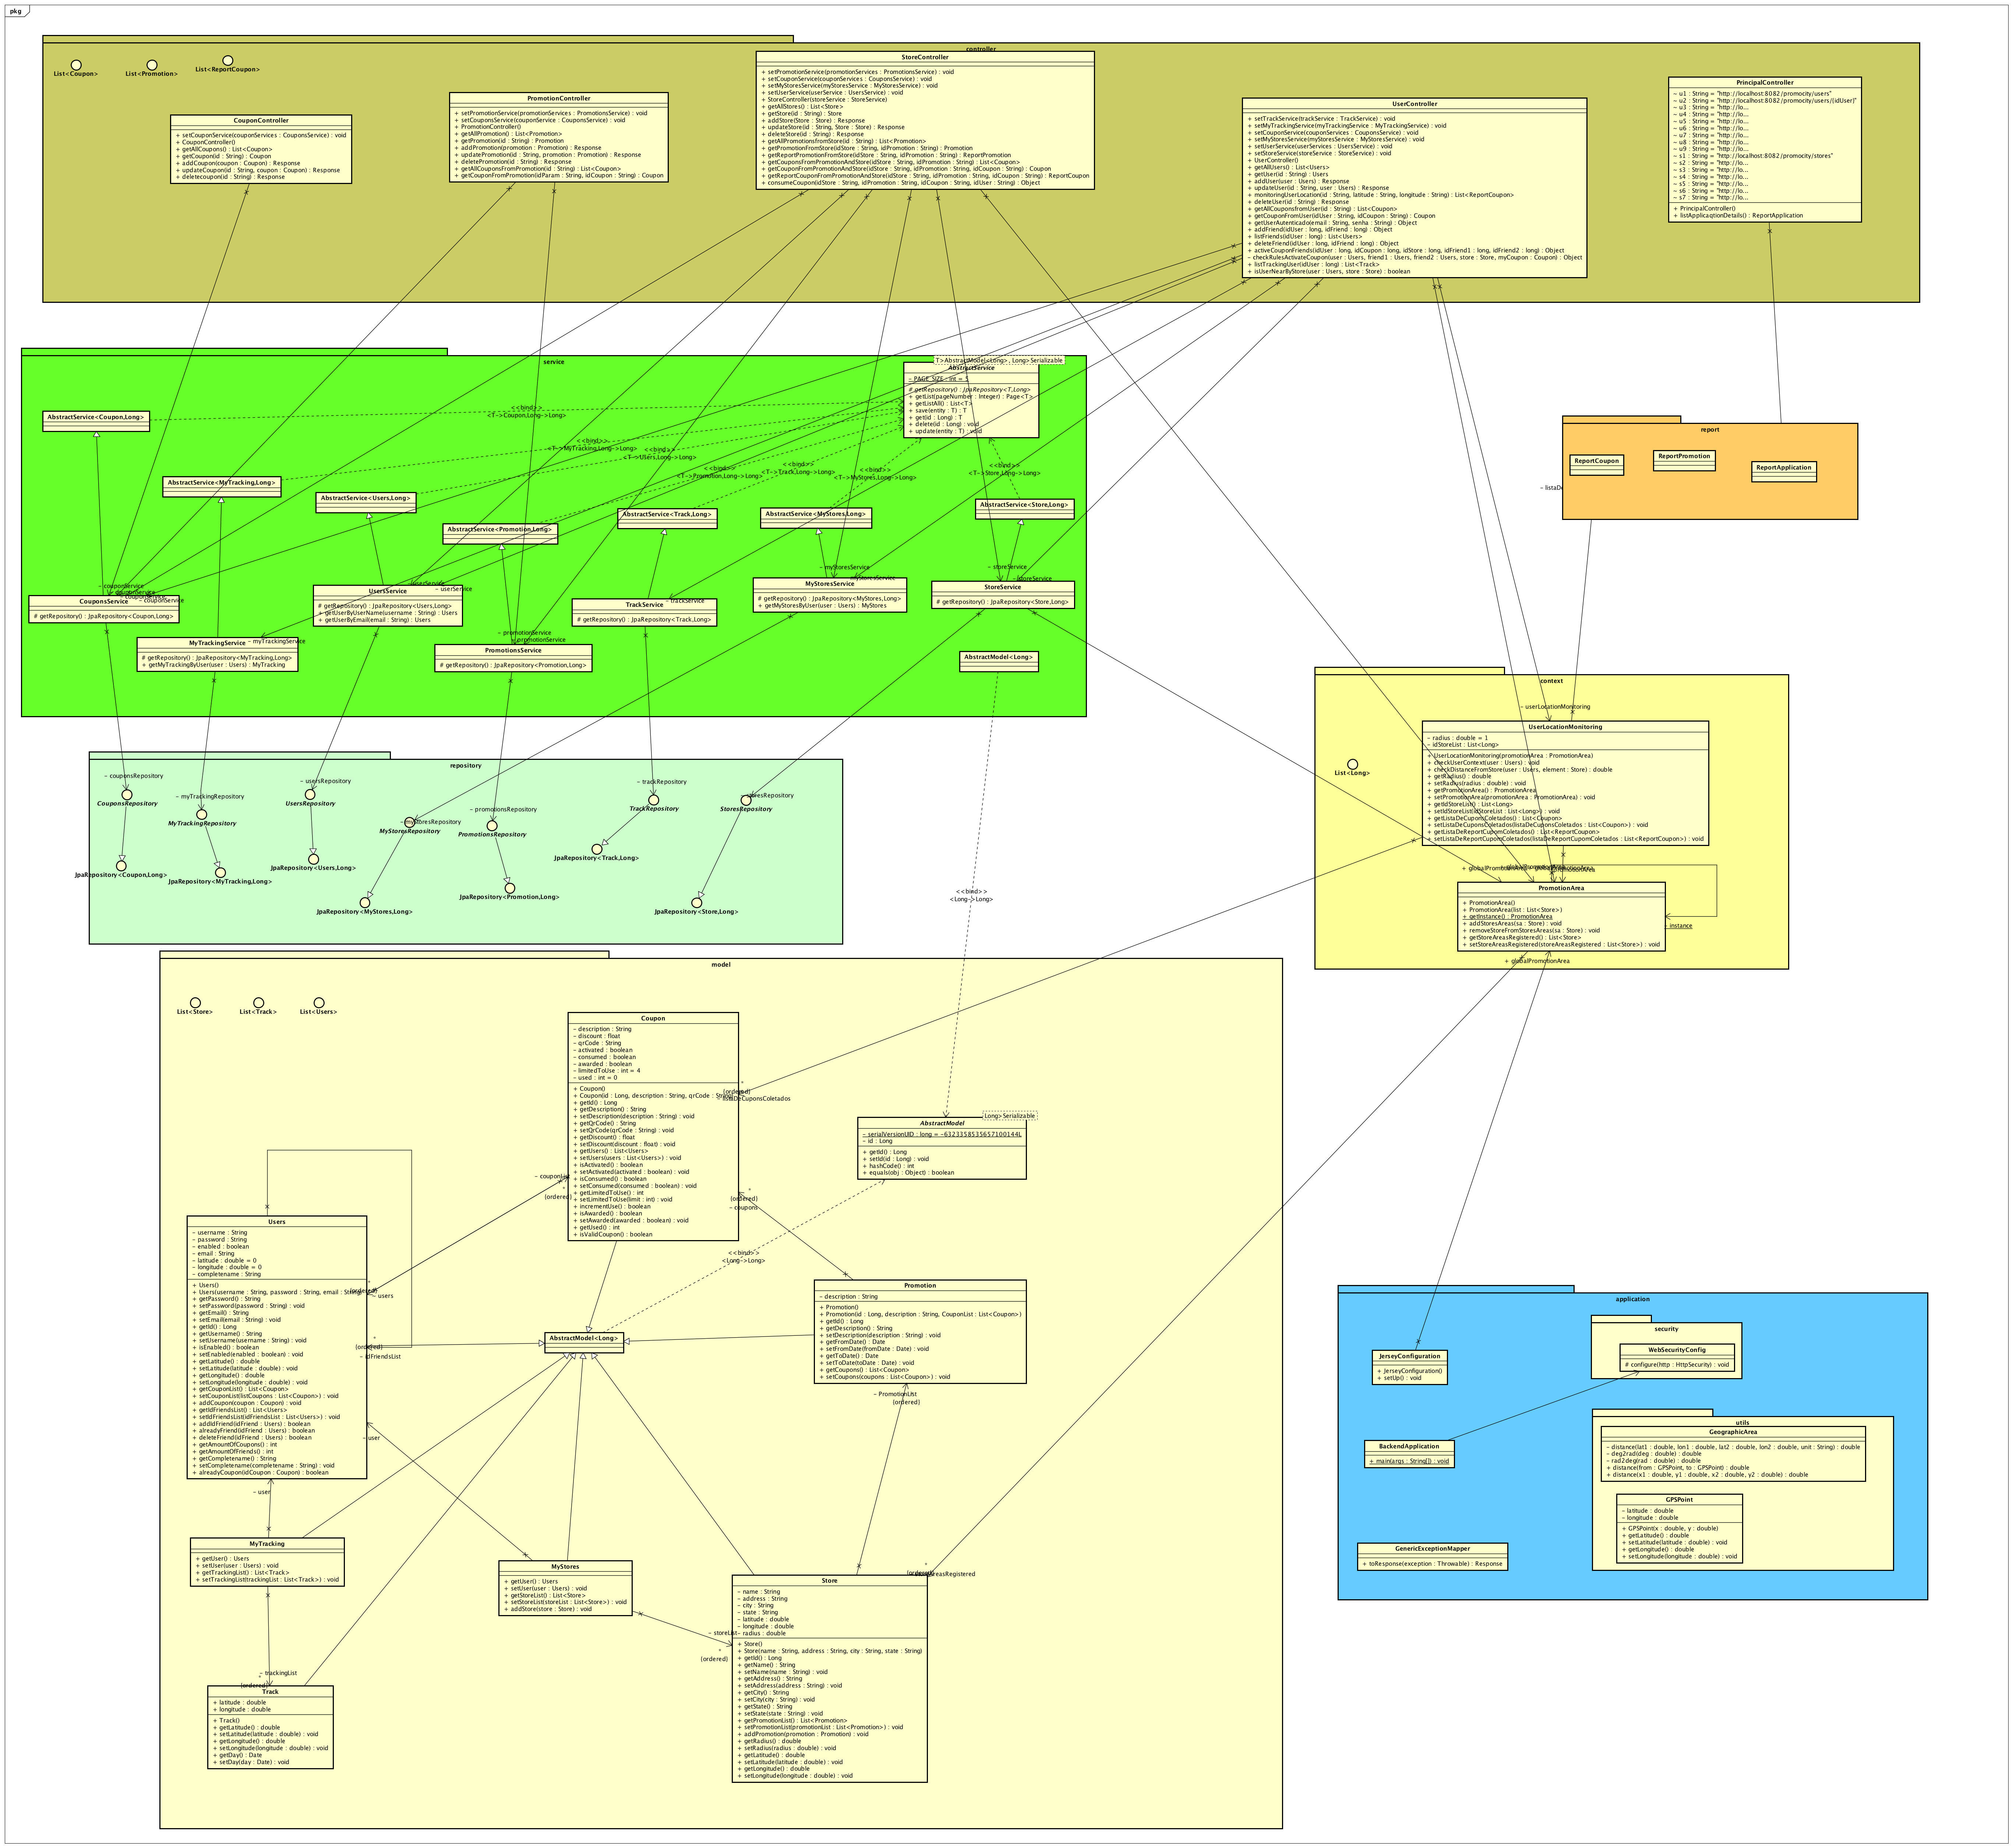 pkg
controller
List<Coupon>
List<Promotion>
List<ReportCoupon>
CouponController
+ setCouponService(couponServices : CouponsService) : void
+ CouponController()
+ getAllCoupons() : List<Coupon>
+ getCoupon(id : String) : Coupon
+ addCoupon(coupon : Coupon) : Response
+ updateCoupon(id : String, coupon : Coupon) : Response
+ deletecoupon(id : String) : Response
PromotionController
+ setPromotionService(promotionServices : PromotionsService) : void
+ setCouponsService(couponService : CouponsService) : void
+ PromotionController()
+ getAllPromotion() : List<Promotion>
+ getPromotion(id : String) : Promotion
+ addPromotion(promotion : Promotion) : Response
+ updatePromotion(id : String, promotion : Promotion) : Response
+ deletePromotion(id : String) : Response
+ getAllCouponsFromPromotion(id : String) : List<Coupon>
+ getCouponFromPromotion(idParam : String, idCoupon : String) : Coupon
StoreController
+ setPromotionService(promotionServices : PromotionsService) : void
+ setCouponService(couponServices : CouponsService) : void
+ setMyStoresService(myStoresService : MyStoresService) : void
+ setUserService(userService : UsersService) : void
+ StoreController(storeService : StoreService)
+ getAllStores() : List<Store>
+ getStore(id : String) : Store
+ addStore(Store : Store) : Response
+ updateStore(id : String, Store : Store) : Response
+ deleteStore(id : String) : Response
+ getAllPromotionsFromStore(id : String) : List<Promotion>
+ getPromotionFromStore(idStore : String, idPromotion : String) : Promotion
+ getReportPromotionFromStore(idStore : String, idPromotion : String) : ReportPromotion
+ getCouponsFromPromotionAndStore(idStore : String, idPromotion : String) : List<Coupon>
+ getCouponFromPromotionAndStore(idStore : String, idPromotion : String, idCoupon : String) : Coupon
+ getReportCouponFromPromotionAndStore(idStore : String, idPromotion : String, idCoupon : String) : ReportCoupon
+ consumeCoupon(idStore : String, idPromotion : String, idCoupon : String, idUser : String) : Object
UserController
+ setTrackService(trackService : TrackService) : void
+ setMyTrackingService(myTrackingService : MyTrackingService) : void
+ setCouponService(couponServices : CouponsService) : void
+ setMyStoresService(myStoresService : MyStoresService) : void
+ setUserService(userServices : UsersService) : void
+ setStoreService(storeService : StoreService) : void
+ UserController()
+ getAllUsers() : List<Users>
+ getUser(id : String) : Users
+ addUser(user : Users) : Response
+ updateUser(id : String, user : Users) : Response
+ monitoringUserLocation(id : String, latitude : String, longitude : String) : List<ReportCoupon>
+ deleteUser(id : String) : Response
+ getAllCouponsfromUser(id : String) : List<Coupon>
+ getCouponFromUser(idUser : String, idCoupon : String) : Coupon
+ getUserAutenticado(email : String, senha : String) : Object
+ addFriend(idUser : long, idFriend : long) : Object
+ listFriends(idUser : long) : List<Users>
+ deleteFriend(idUser : long, idFriend : long) : Object
+ activeCouponFriends(idUser : long, idCoupon : long, idStore : long, idFriend1 : long, idFriend2 : long) : Object
- checkRulesActivateCoupon(user : Users, friend1 : Users, friend2 : Users, store : Store, myCoupon : Coupon) : Object
+ listTrackingUser(idUser : long) : List<Track>
+ isUserNearByStore(user : Users, store : Store) : boolean
PrincipalController
~ u1 : String = "http://localhost:8082/promocity/users"
~ u2 : String = "http://localhost:8082/promocity/users/{idUser}"
~ u3 : String = "http://lo...
~ u4 : String = "http://lo...
~ u5 : String = "http://lo...
~ u6 : String = "http://lo...
~ u7 : String = "http://lo...
~ u8 : String = "http://lo...
~ u9 : String = "http://lo...
~ s1 : String = "http://localhost:8082/promocity/stores"
~ s2 : String = "http://lo...
~ s3 : String = "http://lo...
~ s4 : String = "http://lo...
~ s5 : String = "http://lo...
~ s6 : String = "http://lo...
~ s7 : String = "http://lo...
+ PrincipalController()
+ listApplicaqtionDetails() : ReportApplication
service
T>AbstractModel<Long>, Long>Serializable
AbstractService
- PAGE_SIZE : int = 5
# getRepository() : JpaRepository<T,Long>
+ getList(pageNumber : Integer) : Page<T>
+ getListAll() : List<T>
+ save(entity : T) : T
+ get(id : Long) : T
+ delete(id : Long) : void
+ update(entity : T) : void
AbstractService<Coupon,Long>
<<bind>>
<T->Coupon,Long->Long>
AbstractService<MyTracking,Long>
<<bind>>
<T->MyTracking,Long->Long>
AbstractService<Users,Long>
<<bind>>
<T->Users,Long->Long>
AbstractService<Promotion,Long>
<<bind>>
<T->Promotion,Long->Long>
AbstractService<Track,Long>
<<bind>>
<T->Track,Long->Long>
AbstractService<MyStores,Long>
<<bind>>
<T->MyStores,Long->Long>
AbstractService<Store,Long>
<<bind>>
<T->Store,Long->Long>
- couponService
- couponService
CouponsService
# getRepository() : JpaRepository<Coupon,Long>
- userService
- userService
UsersService
# getRepository() : JpaRepository<Users,Long>
+ getUserByUserName(username : String) : Users
+ getUserByEmail(email : String) : Users
- trackService
TrackService
# getRepository() : JpaRepository<Track,Long>
- myStoresService
- myStoresService
MyStoresService
# getRepository() : JpaRepository<MyStores,Long>
+ getMyStoresByUser(user : Users) : MyStores
- storeService
- storeService
StoreService
# getRepository() : JpaRepository<Store,Long>
- myTrackingService
MyTrackingService
# getRepository() : JpaRepository<MyTracking,Long>
+ getMyTrackingByUser(user : Users) : MyTracking
- promotionService
- promotionService
PromotionsService
# getRepository() : JpaRepository<Promotion,Long>
AbstractModel<Long>
<<bind>>
<Long->Long>
report
ReportCoupon
ReportPromotion
ReportApplication
repository
- couponsRepository
CouponsRepository
JpaRepository<Coupon,Long>
- myTrackingRepository
MyTrackingRepository
JpaRepository<MyTracking,Long>
- usersRepository
UsersRepository
JpaRepository<Users,Long>
- myStoresRepository
MyStoresRepository
JpaRepository<MyStores,Long>
- promotionsRepository
PromotionsRepository
JpaRepository<Promotion,Long>
- trackRepository
TrackRepository
JpaRepository<Track,Long>
- storesRepository
StoresRepository
JpaRepository<Store,Long>
context
List<Long>
- userLocationMonitoring
UserLocationMonitoring
- radius : double = 1
- idStoreList : List<Long>
+ UserLocationMonitoring(promotionArea : PromotionArea)
+ checkUserContext(user : Users) : void
+ checkDistanceFromStore(user : Users, element : Store) : double
+ getRadius() : double
+ setRadius(radius : double) : void
+ getPromotionArea() : PromotionArea
+ setPromotionArea(promotionArea : PromotionArea) : void
+ getIdStoreList() : List<Long>
+ setIdStoreList(idStoreList : List<Long>) : void
+ getListaDeCuponsColetados() : List<Coupon>
+ setListaDeCuponsColetados(listaDeCuponsColetados : List<Coupon>) : void
+ getListaDeReportCupomColetados() : List<ReportCoupon>
+ setListaDeReportCupomColetados(listaDeReportCupomColetados : List<ReportCoupon>) : void
+ globalPromotionArea
PromotionArea
+ PromotionArea()
+ PromotionArea(list : List<Store>)
+ getInstance() : PromotionArea
+ addStoresAreas(sa : Store) : void
+ removeStoreFromStoresAreas(sa : Store) : void
+ getStoreAreasRegistered() : List<Store>
+ setStoreAreasRegistered(storeAreasRegistered : List<Store>) : void
- instance
+ globalPromotionArea
model
List<Store>
List<Track>
List<Users>
Coupon
- description : String
- discount : float
- qrCode : String
- activated : boolean
- consumed : boolean
- awarded : boolean
- limitedToUse : int = 4
- used : int = 0
+ Coupon()
+ Coupon(id : Long, description : String, qrCode : String)
+ getId() : Long
+ getDescription() : String
+ setDescription(description : String) : void
+ getQrCode() : String
+ setQrCode(qrCode : String) : void
+ getDiscount() : float
+ setDiscount(discount : float) : void
+ getUsers() : List<Users>
+ setUsers(users : List<Users>) : void
+ isActivated() : boolean
+ setActivated(activated : boolean) : void
+ isConsumed() : boolean
+ setConsumed(consumed : boolean) : void
+ getLimitedToUse() : int
+ setLimitedToUse(limit : int) : void
+ incrementUse() : boolean
+ isAwarded() : boolean
+ setAwarded(awarded : boolean) : void
+ getUsed() : int
+ isValidCoupon() : boolean
*
{ordered}
- listaDeCuponsColetados
- couponList
*
{ordered}
*
{ordered}
- coupons
Long>Serializable
AbstractModel
- serialVersionUID : long = -6323358535657100144L
- id : Long
+ getId() : Long
+ setId(id : Long) : void
+ hashCode() : int
+ equals(obj : Object) : boolean
<<bind>>
<Long->Long>
Users
- username : String
- password : String
- enabled : boolean
- email : String
- latitude : double = 0
- longitude : double = 0
- completename : String
+ Users()
+ Users(username : String, password : String, email : String)
+ getPassword() : String
+ setPassword(password : String) : void
+ getEmail() : String
+ setEmail(email : String) : void
+ getId() : Long
+ getUsername() : String
+ setUsername(username : String) : void
+ isEnabled() : boolean
+ setEnabled(enabled : boolean) : void
+ getLatitude() : double
+ setLatitude(latitude : double) : void
+ getLongitude() : double
+ setLongitude(longitude : double) : void
+ getCouponList() : List<Coupon>
+ setCouponList(listCoupons : List<Coupon>) : void
+ addCoupon(coupon : Coupon) : void
+ getIdFriendsList() : List<Users>
+ setIdFriendsList(idFriendsList : List<Users>) : void
+ addIdFriend(idFriend : Users) : boolean
+ alreadyFriend(idFriend : Users) : boolean
+ deleteFriend(idFriend : Users) : boolean
+ getAmountOfCoupons() : int
+ getAmountOfFriends() : int
+ getCompletename() : String
+ setCompletename(completename : String) : void
+ alreadyCoupon(idCoupon : Coupon) : boolean
*
{ordered}
- users
*
{ordered}
- idFriendsList
- user
- user
AbstractModel<Long>
Promotion
- description : String
+ Promotion()
+ Promotion(id : Long, description : String, CouponList : List<Coupon>)
+ getId() : Long
+ getDescription() : String
+ setDescription(description : String) : void
+ getFromDate() : Date
+ setFromDate(fromDate : Date) : void
+ getToDate() : Date
+ setToDate(toDate : Date) : void
+ getCoupons() : List<Coupon>
+ setCoupons(coupons : List<Coupon>) : void
- PromotionList
{ordered}
MyTracking
+ getUser() : Users
+ setUser(user : Users) : void
+ getTrackingList() : List<Track>
+ setTrackingList(trackingList : List<Track>) : void
MyStores
+ getUser() : Users
+ setUser(user : Users) : void
+ getStoreList() : List<Store>
+ setStoreList(storeList : List<Store>) : void
+ addStore(store : Store) : void
- storeList
*
{ordered}
*
{ordered}
Store
- name : String
- address : String
- city : String
- state : String
- latitude : double
- longitude : double
- radius : double
+ Store()
+ Store(name : String, address : String, city : String, state : String)
+ getId() : Long
+ getName() : String
+ setName(name : String) : void
+ getAddress() : String
+ setAddress(address : String) : void
+ getCity() : String
+ setCity(city : String) : void
+ getState() : String
+ setState(state : String) : void
+ getPromotionList() : List<Promotion>
+ setPromotionList(promotionList : List<Promotion>) : void
+ addPromotion(promotion : Promotion) : void
+ getRadius() : double
+ setRadius(radius : double) : void
+ getLatitude() : double
+ setLatitude(latitude : double) : void
+ getLongitude() : double
+ setLongitude(longitude : double) : void
- trackingList
*
{ordered}
Track
+ latitude : double
+ longitude : double
+ Track()
+ getLatitude() : double
+ setLatitude(latitude : double) : void
+ getLongitude() : double
+ setLongitude(longitude : double) : void
+ getDay() : Date
+ setDay(day : Date) : void
application
JerseyConfiguration
+ JerseyConfiguration()
+ setUp() : void
security
WebSecurityConfig
# configure(http : HttpSecurity) : void
BackendApplication
+ main(args : String[]) : void
utils
GeographicArea
- distance(lat1 : double, lon1 : double, lat2 : double, lon2 : double, unit : String) : double
- deg2rad(deg : double) : double
- rad2deg(rad : double) : double
+ distance(from : GPSPoint, to : GPSPoint) : double
+ distance(x1 : double, y1 : double, x2 : double, y2 : double) : double
GPSPoint
- latitude : double
- longitude : double
+ GPSPoint(x : double, y : double)
+ getLatitude() : double
+ setLatitude(latitude : double) : void
+ getLongitude() : double
+ setLongitude(longitude : double) : void
GenericExceptionMapper
+ toResponse(exception : Throwable) : Response